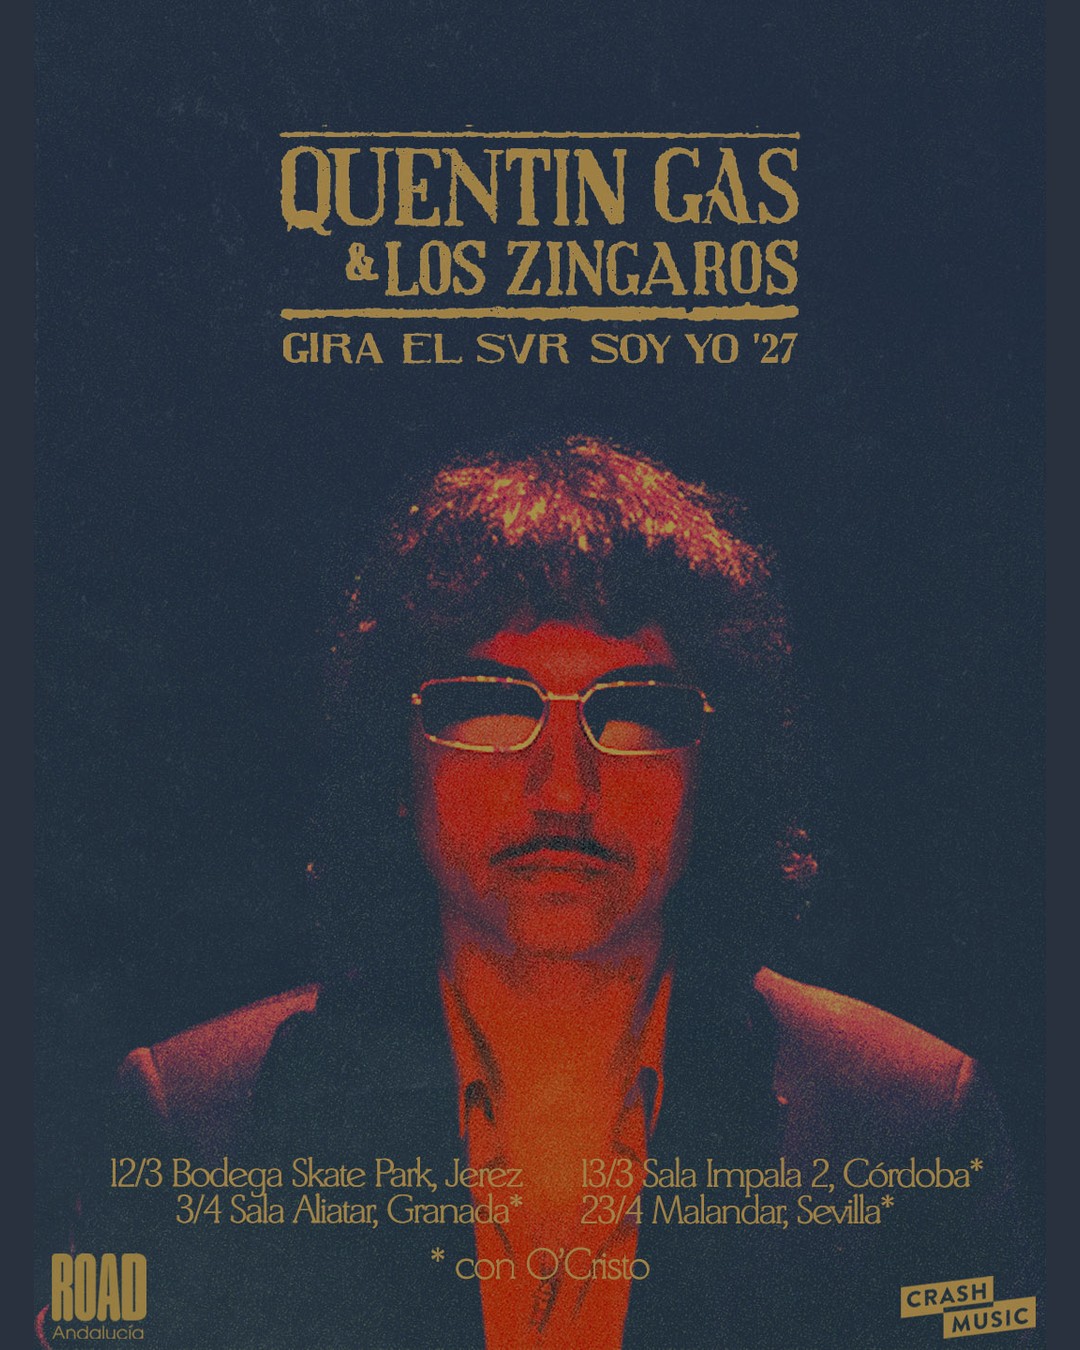 QUENTIN GAS
& LOS ZINGAROS
GIRA EL SVR SOY YO '27
12/3 Bodega Skate Park, Jerez
3/4 Sala Aliatar, Granada*
13/3 Sala Impala 2, Córdoba*
23/4 Malandar, Sevilla*
* con O'Cristo
ROAD
Andalucía
CRASH
MUSIC